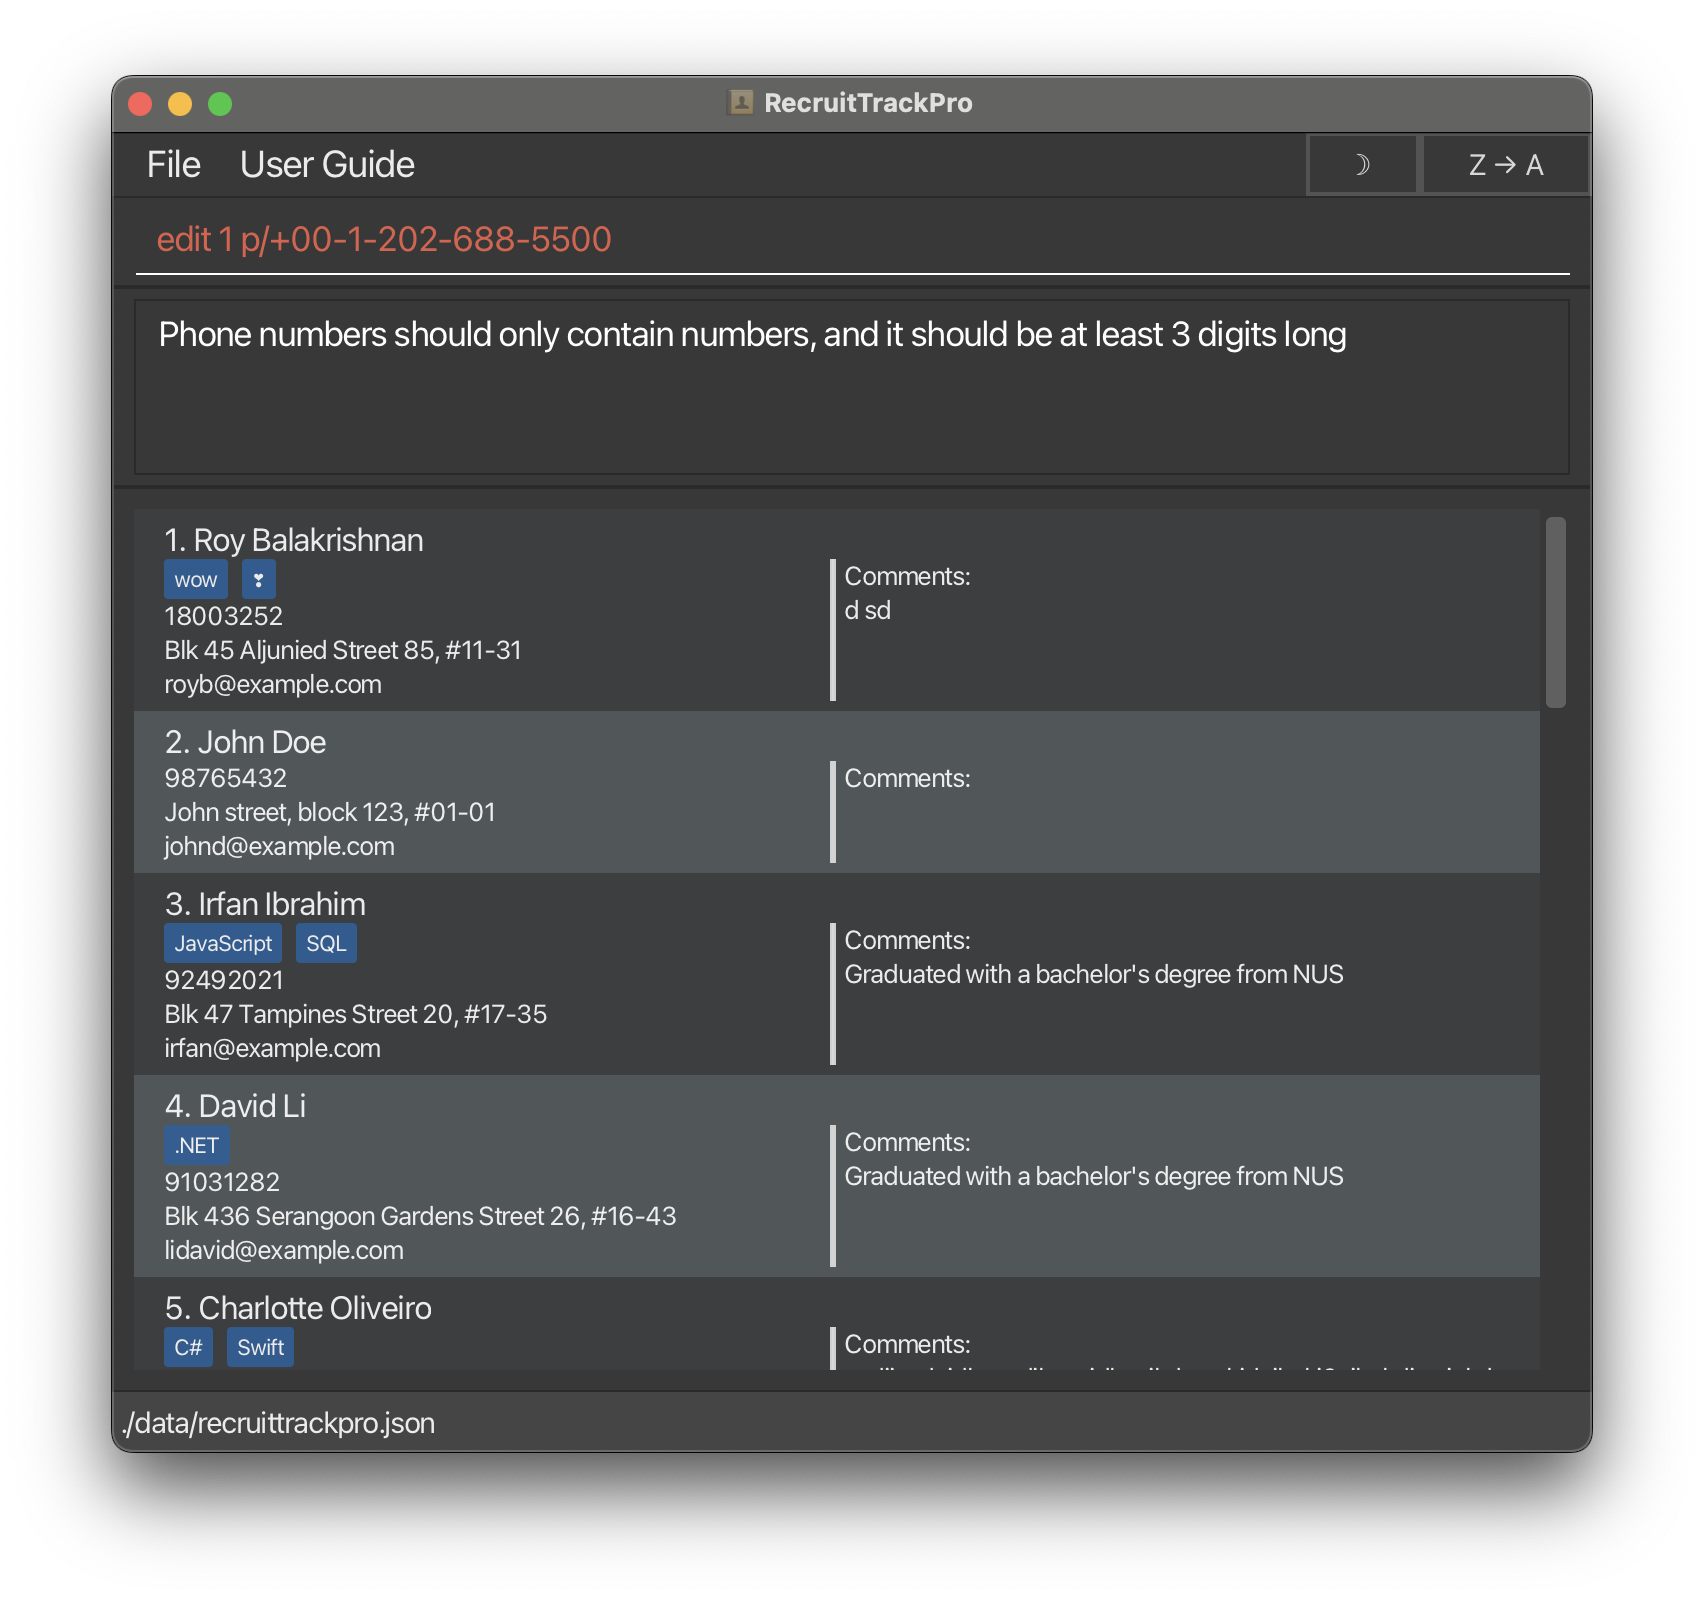 RecruitTrackPro
File User Guide ☽ Z → A
edit 1 p/+00-1-202-688-5500
Phone numbers should only contain numbers, and it should be at least 3 digits long
1. Roy Balakrishnan
wow ❣
Comments:
18003252
d sd
Blk 45 Aljunied Street 85, #11-31
royb@example.com
2. John Doe
98765432
Comments:
John street, block 123, #01-01
johnd@example.com
3. Irfan Ibrahim
JavaScript SQL
Comments:
92492021
Graduated with a bachelor's degree from NUS
Blk 47 Tampines Street 20, #17-35
irfan@example.com
4. David Li
.NET
Comments:
91031282
Graduated with a bachelor's degree from NUS
Blk 436 Serangoon Gardens Street 26, #16-43
lidavid@example.com
5. Charlotte Oliveiro
C# Swift
Comments:
./data/recruittrackpro.json